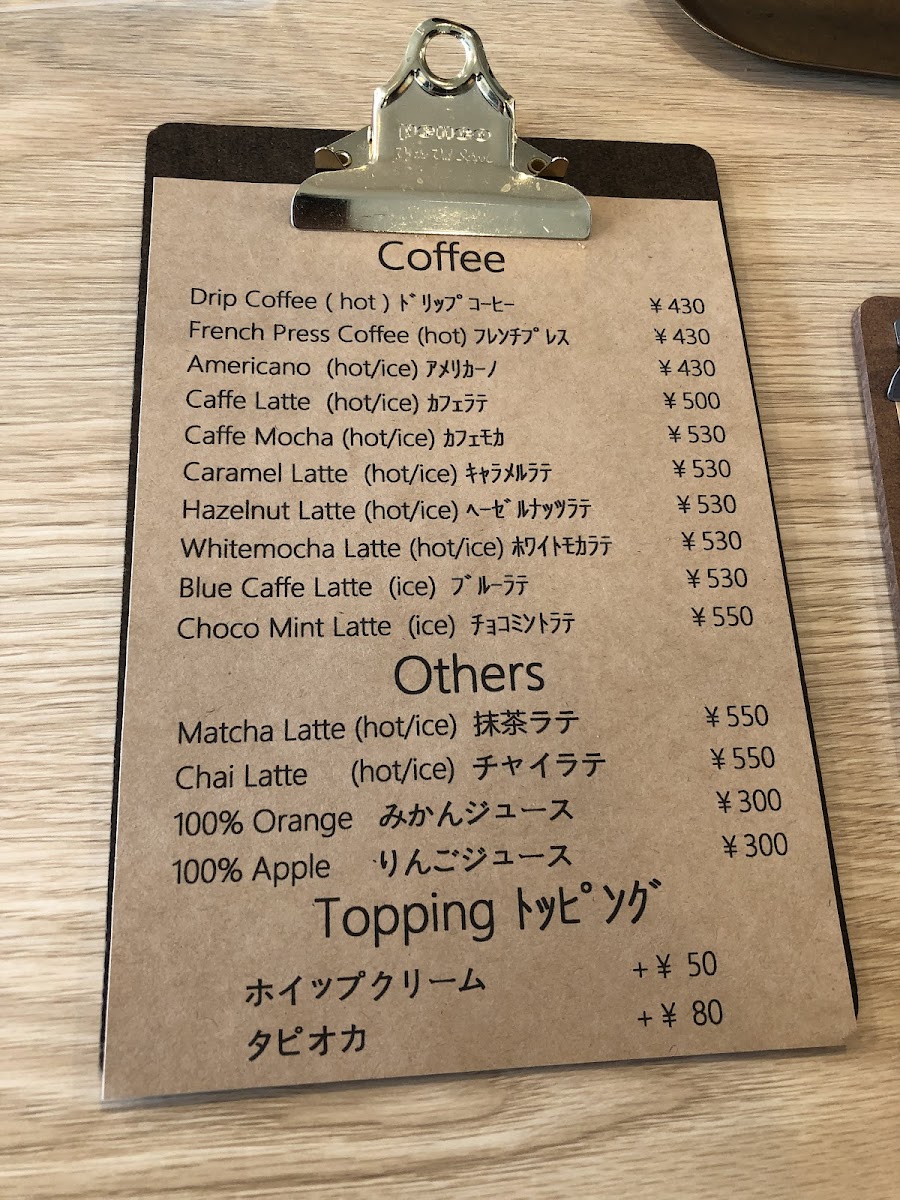 Coffee
Drip Coffee ( hot ) ﾄﾞﾘｯﾌﾟｺｰﾋｰ ¥430
French Press Coffee (hot) ﾌﾚﾝﾁﾌﾟﾚｽ ¥430
Americano (hot/ice) ｱﾒﾘｶｰﾉ ¥430
Caffe Latte (hot/ice) ｶﾌｪﾗﾃ ¥500
Caffe Mocha (hot/ice) ｶﾌｪﾓｶ ¥530
Caramel Latte (hot/ice) ｷｬﾗﾒﾙﾗﾃ ¥530
Hazelnut Latte (hot/ice) ﾍｰｾﾞﾙﾅｯﾂﾗﾃ ¥530
Whitemocha Latte (hot/ice) ﾎﾜｲﾄﾓｶﾗﾃ ¥530
Blue Caffe Latte (ice) ﾌﾞﾙｰﾗﾃ ¥530
Choco Mint Latte (ice) ﾁｮｺﾐﾝﾄﾗﾃ ¥550
Others
Matcha Latte (hot/ice) 抹茶ラテ ¥550
Chai Latte (hot/ice) チャイラテ ¥550
100% Orange みかんジュース ¥300
100% Apple りんごジュース ¥300
Topping ﾄｯﾋﾟﾝｸﾞ
ホイップクリーム +¥ 50
タピオカ +¥ 80